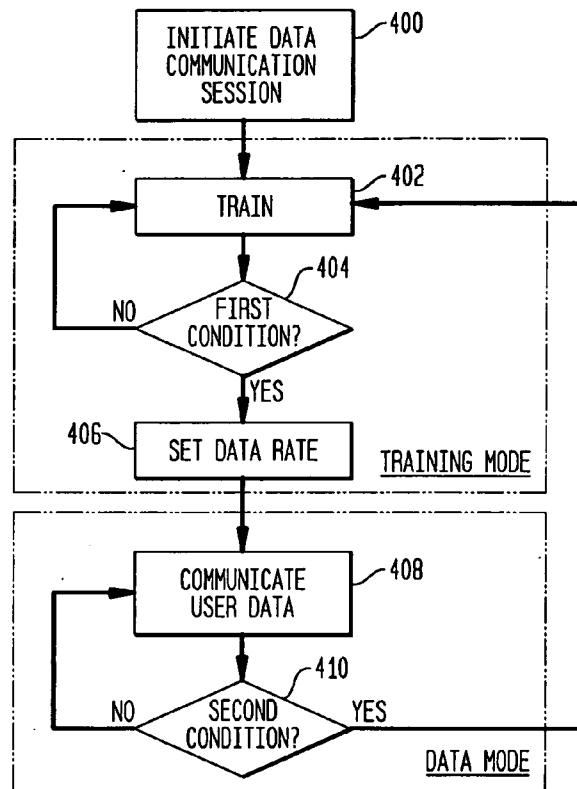 INITIATE DATA
COMMUNICATION
SESSION
400
TRAIN
402
FIRST
CONDITION?
404
NO
YES
SET DATA RATE
406
TRAINING MODE
COMMUNICATE
USER DATA
408
SECOND
CONDITION?
410
NO
YES
DATA MODE